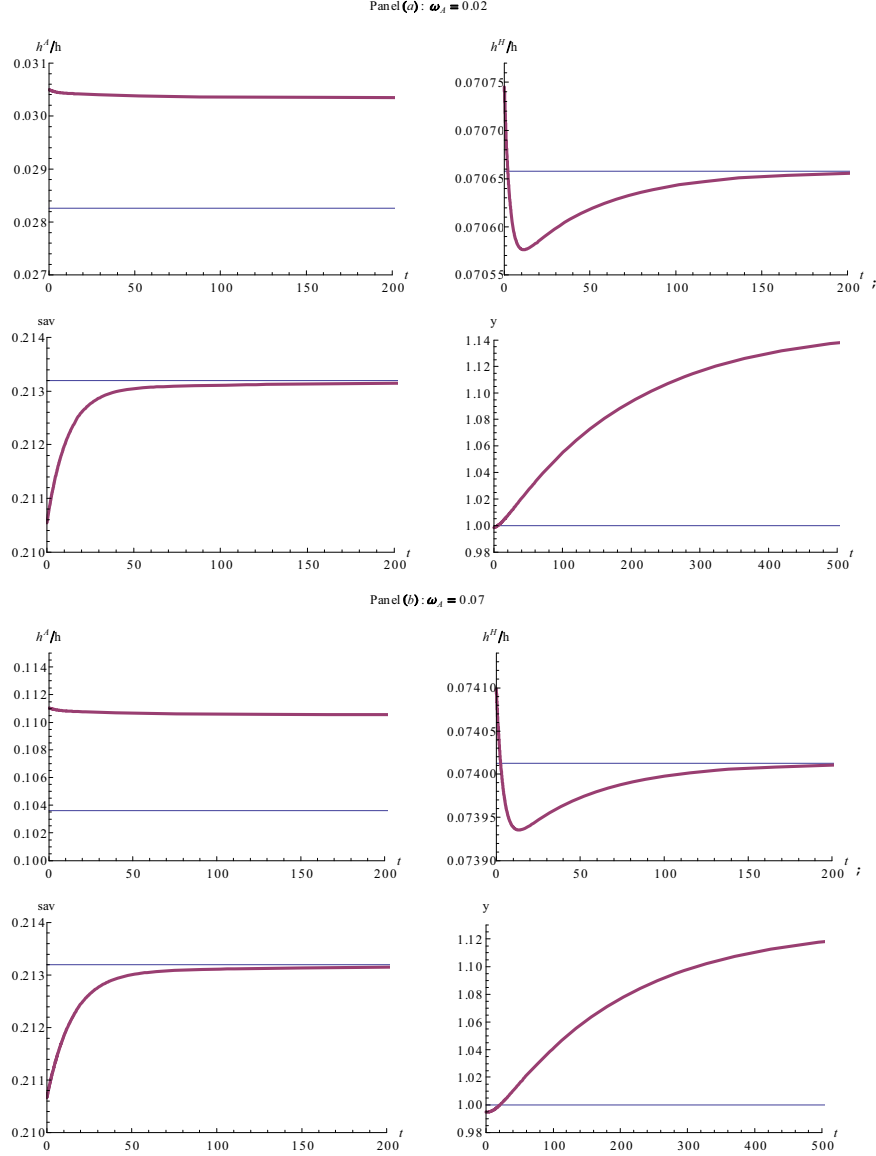 Panel (a) : ω_A = 0.02
h^A/h
0.031
0.030
0.029
0.028
0.027
0 50 100 150 200 t
h^H/h
0.07075
0.07070
0.07065
0.07060
0.07055
0 50 100 150 200 t ;
sav
0.214
0.213
0.212
0.211
0.210
0 50 100 150 200 t
y
1.14
1.12
1.10
1.08
1.06
1.04
1.02
1.00
0.98
0 100 200 300 400 500 t
Panel (b) : ω_A = 0.07
h^A/h
0.114
0.112
0.110
0.108
0.106
0.104
0.102
0.100
0 50 100 150 200 t
h^H/h
0.07410
0.07405
0.07400
0.07395
0.07390
0 50 100 150 200 t ;
sav
0.214
0.213
0.212
0.211
0.210
0 50 100 150 200 t
y
1.12
1.10
1.08
1.06
1.04
1.02
1.00
0.98
0 100 200 300 400 500 t